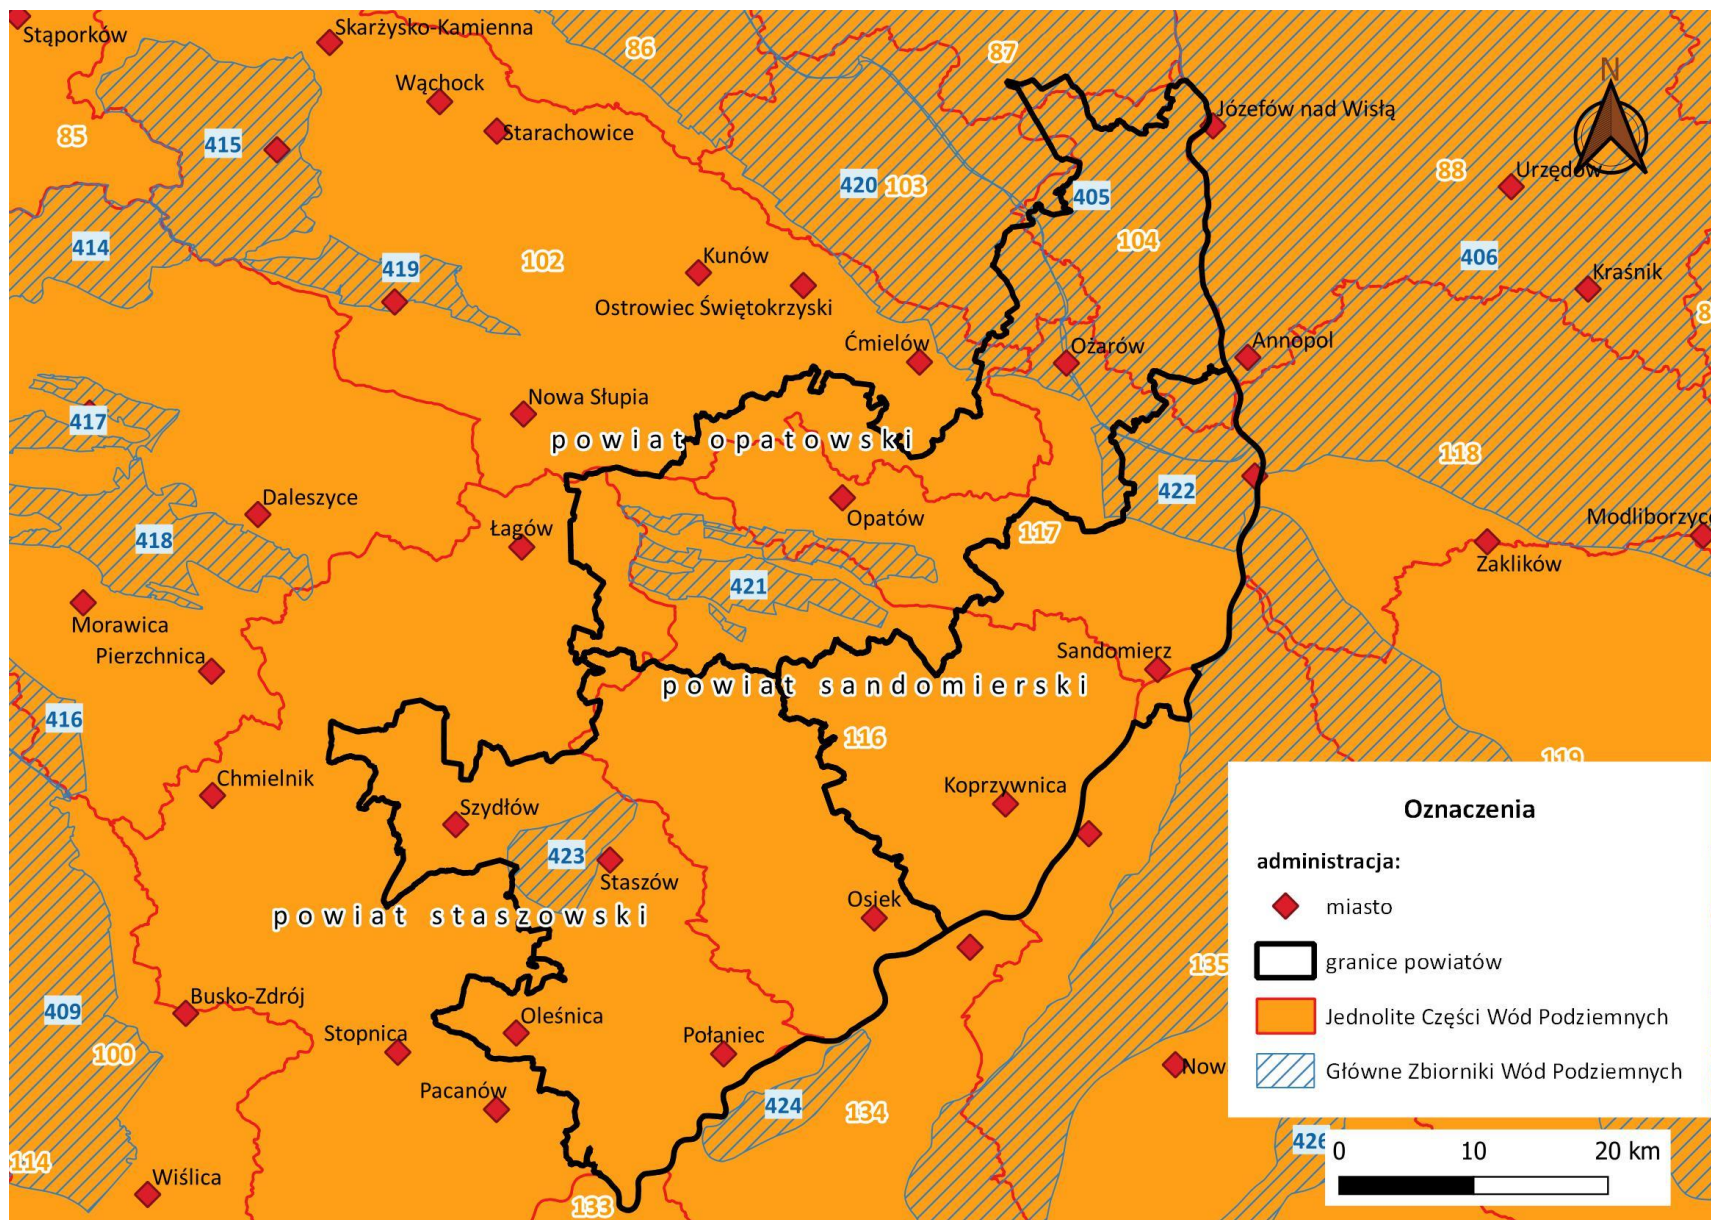 Stąporków
Skarżysko-Kamienna
86
87
N
Wąchock
85
415
Starachowice
Józefów nad Wisłą
420
103
405
88
Urzędów
414
419
102
Kunów
104
406
Kraśnik
Ostrowiec Świętokrzyski
8
Ćmielów
Ożarów
Annopol
417
Nowa Słupia
powiat opatowski
118
Daleszyce
Opatów
422
Modliborzyce
418
Łagów
117
Zaklików
421
Morawica
Pierzchnica
Sandomierz
powiat sandomierski
416
116
119
Chmielnik
Szydłów
Koprzywnica
423
Staszów
Osiek
powiat staszowski
135
409
Busko-Zdrój
Oleśnica
Stopnica
Połaniec
100
Now
Pacanów
424
134
426
114
Wiślica
133
Oznaczenia
administracja:
miasto
granice powiatów
Jednolite Części Wód Podziemnych
Główne Zbiorniki Wód Podziemnych
0 10 20 km